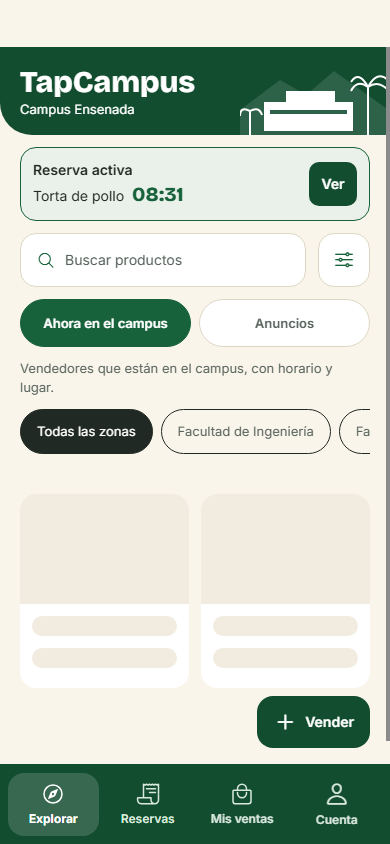 TapCampus
Campus Ensenada
Reserva activa
Torta de pollo 08:31
Ver
Buscar productos
Ahora en el campus
Anuncios
Vendedores que están en el campus, con horario y
lugar.
Todas las zonas
Facultad de Ingeniería
Fa
Vender
Explorar
Reservas
Mis ventas
Cuenta